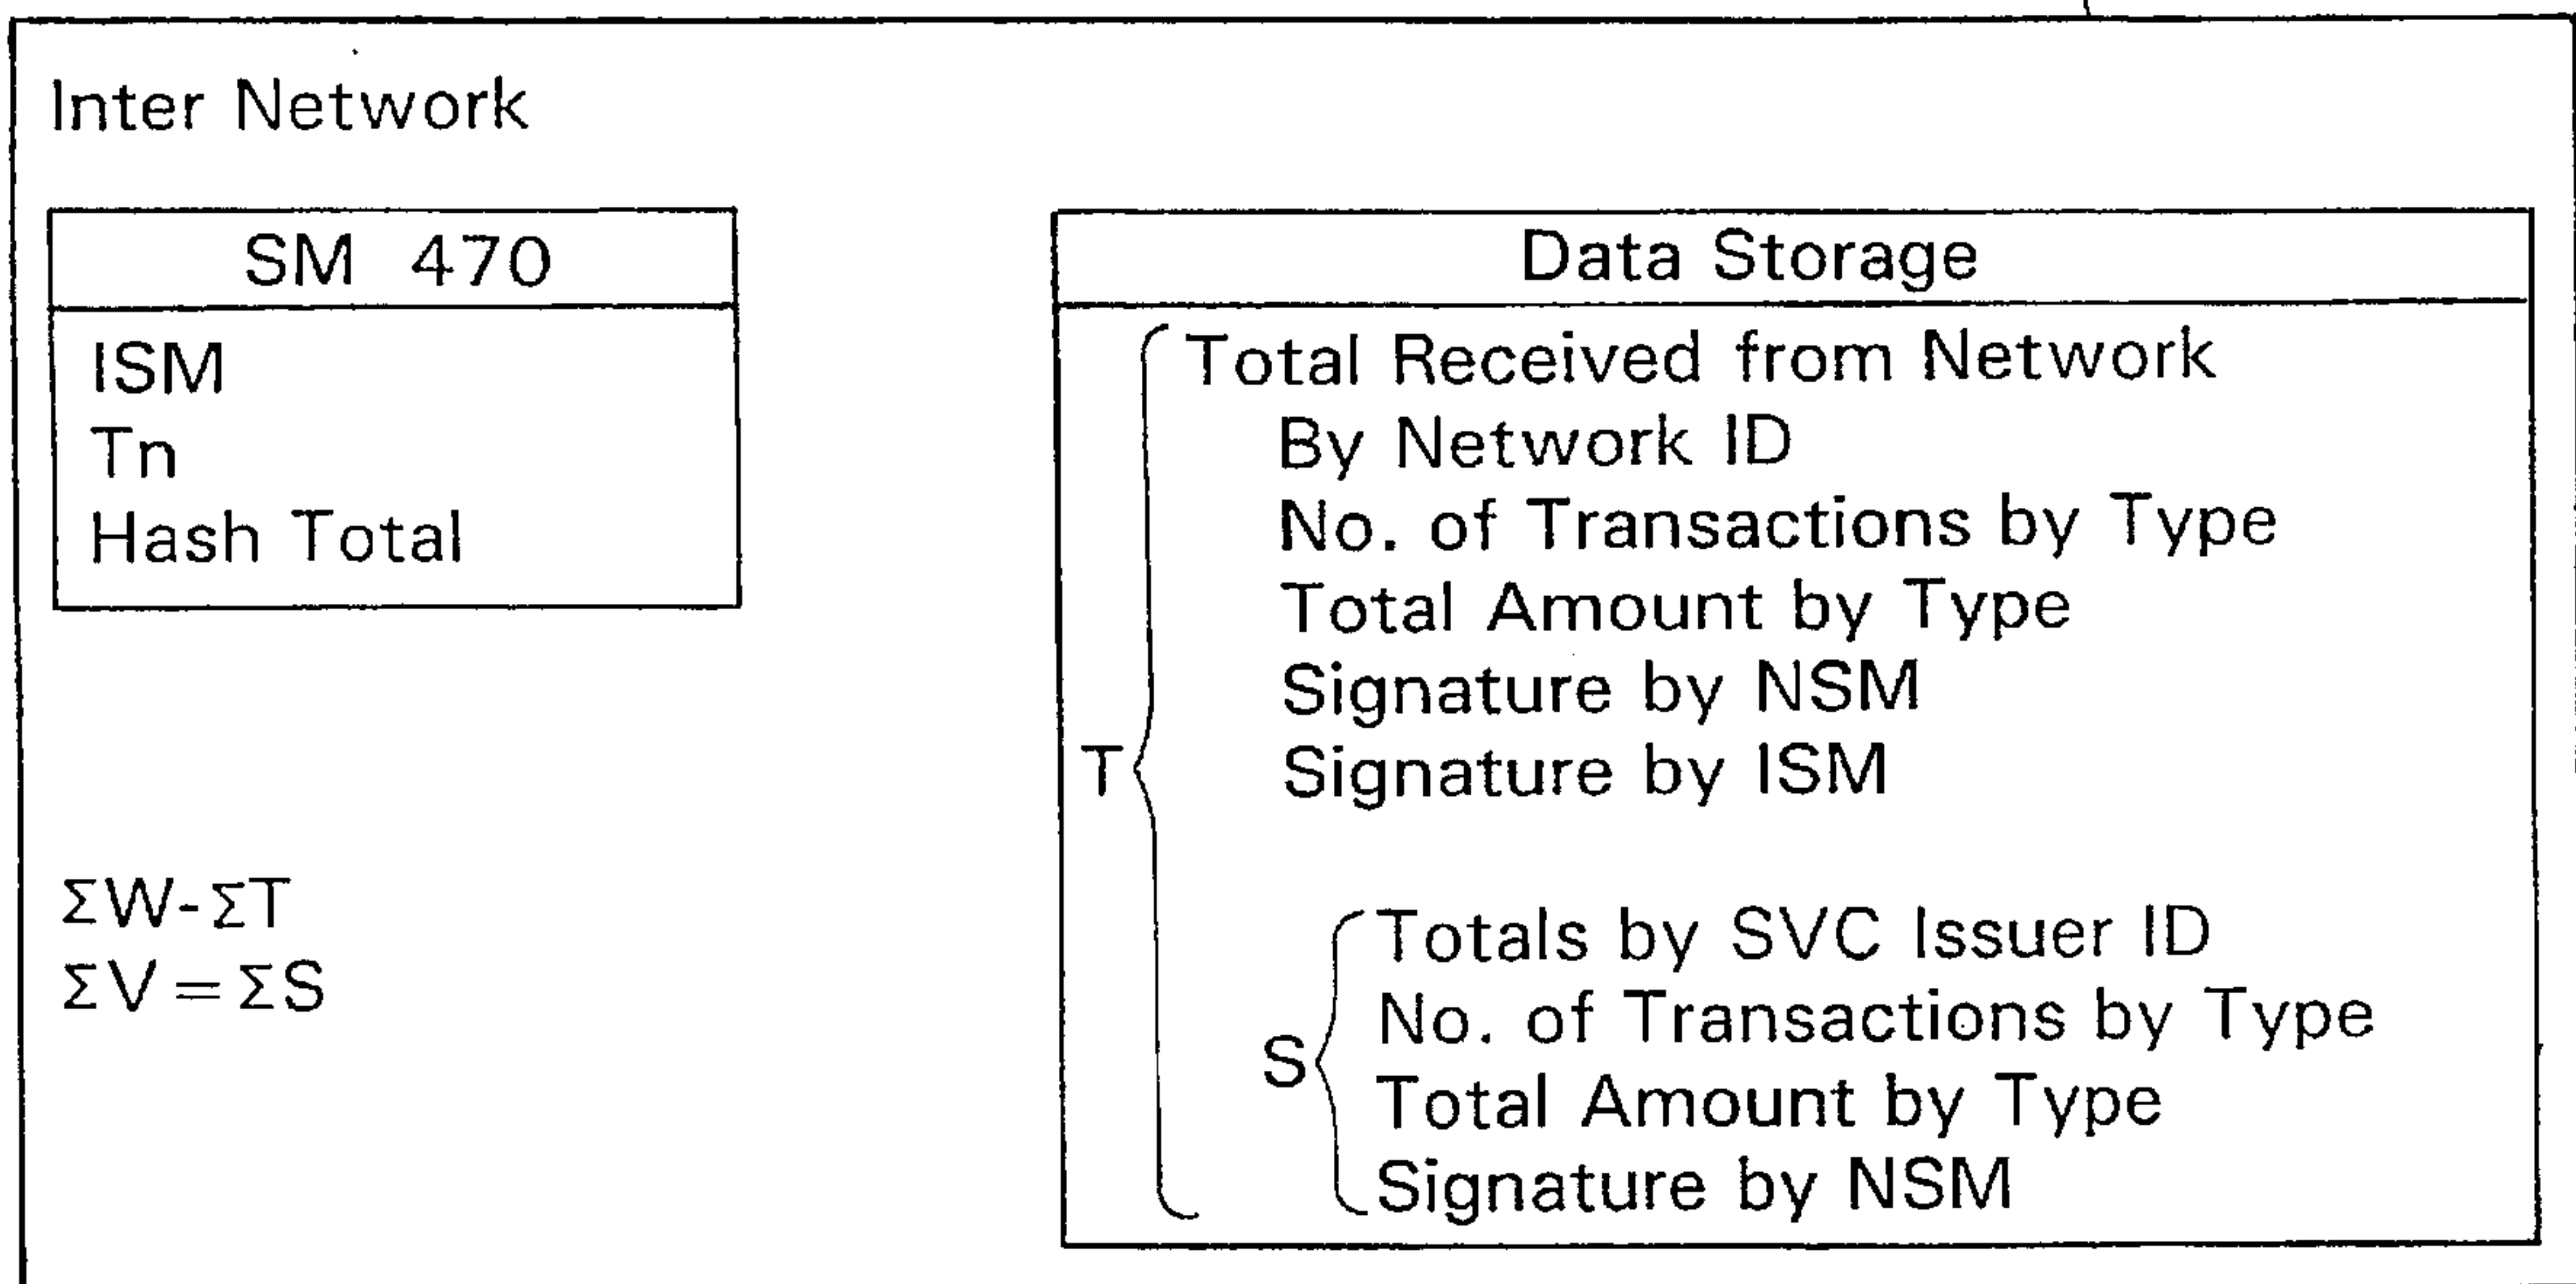 Inter Network
SM 470
ISM
Tn
Hash Total
ΣW-ΣT
ΣV=ΣS
Data Storage
Total Received from Network
By Network ID
No. of Transactions by Type
Total Amount by Type
Signature by NSM
T
Signature by ISM
Totals by SVC Issuer ID
No. of Transactions by Type
S
Total Amount by Type
Signature by NSM